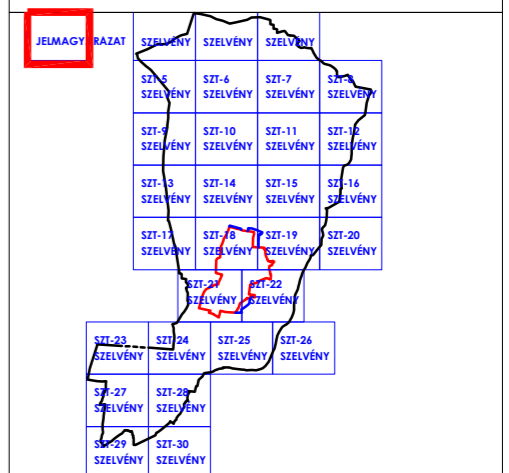 JELMAGYARÁZAT SZELVÉNY SZELVÉNY SZELVÉNY
SZT-5 SZT-6 SZT-7 SZT-8
SZELVÉNY SZELVÉNY SZELVÉNY SZELVÉNY
SZT-9 SZT-10 SZT-11 SZT-12
SZELVÉNY SZELVÉNY SZELVÉNY SZELVÉNY
SZT-13 SZT-14 SZT-15 SZT-16
SZELVÉNY SZELVÉNY SZELVÉNY SZELVÉNY
SZT-17 SZT-18 SZT-19 SZT-20
SZELVÉNY SZELVÉNY SZELVÉNY SZELVÉNY
SZT-21 SZT-22
SZELVÉNY SZELVÉNY
SZT-23 SZT-24 SZT-25 SZT-26
SZELVÉNY SZELVÉNY SZELVÉNY SZELVÉNY
SZT-27 SZT-28
SZELVÉNY SZELVÉNY
SZT-29 SZT-30
SZELVÉNY SZELVÉNY